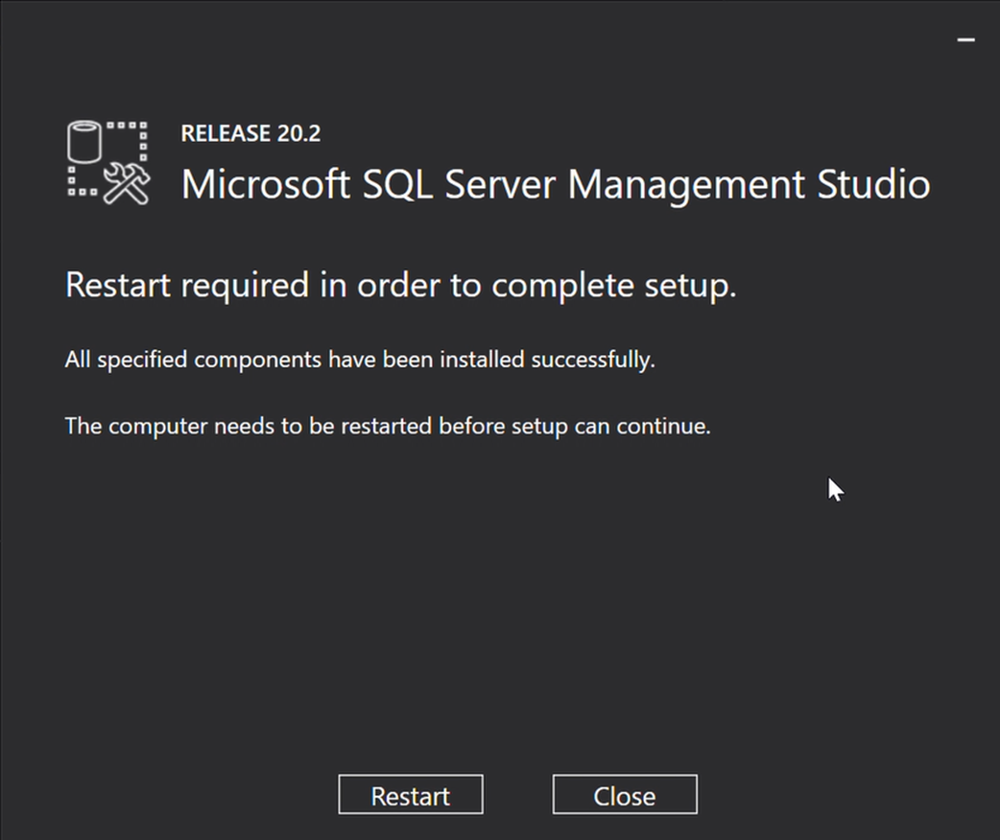 RELEASE 20.2
Microsoft SQL Server Management Studio
Restart required in order to complete setup.
All specified components have been installed successfully.
The computer needs to be restarted before setup can continue.
Restart
Close